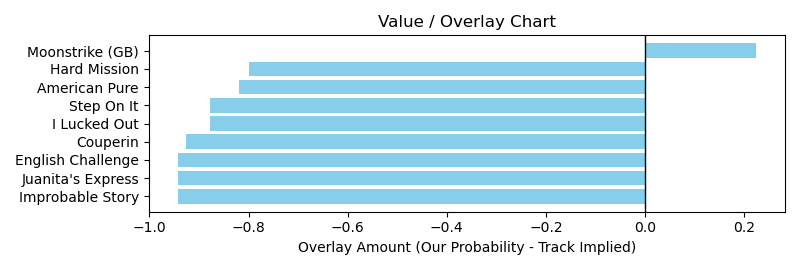 Value / Overlay Chart
Moonstrike (GB)
Hard Mission
American Pure
Step On It
I Lucked Out
Couperin
English Challenge
Juanita's Express
Improbable Story
−1.0 −0.8 −0.6 −0.4 −0.2 0.0 0.2
Overlay Amount (Our Probability - Track Implied)